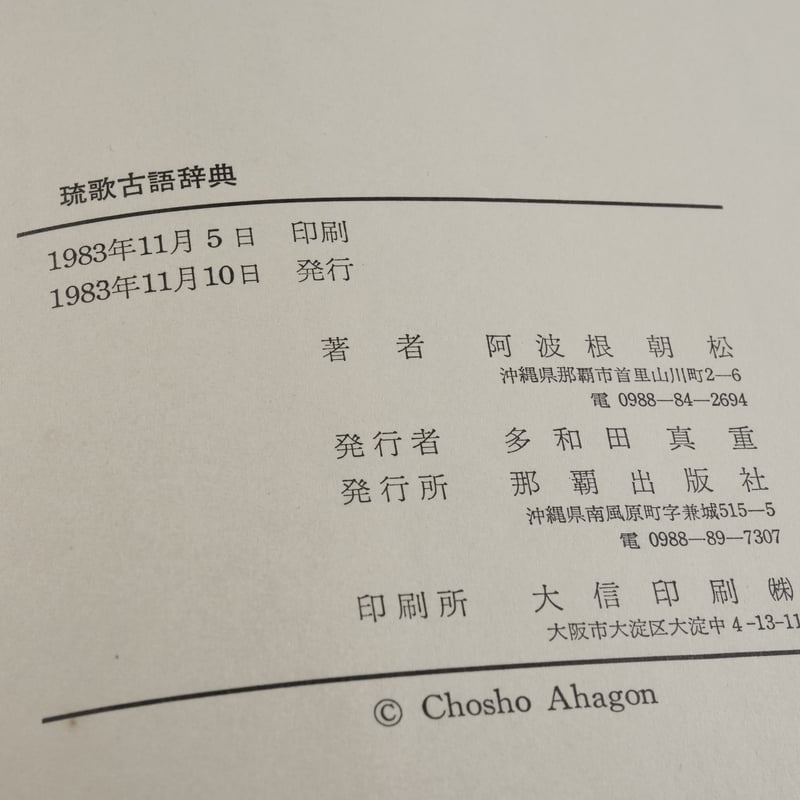 琉歌古語辞典
1983年11月5日 印刷
1983年11月10日 発行
著者 阿波根朝松
沖縄県那覇市首里山川町2—6
電 0988—84—2694
発行者 多和田真重
発行所 那覇出版社
沖縄県南風原町字兼城515—5
電 0988—89—7307
印刷所 大信印刷㈱
大阪市大淀区大淀中4-13-11
© Chosho Ahagon